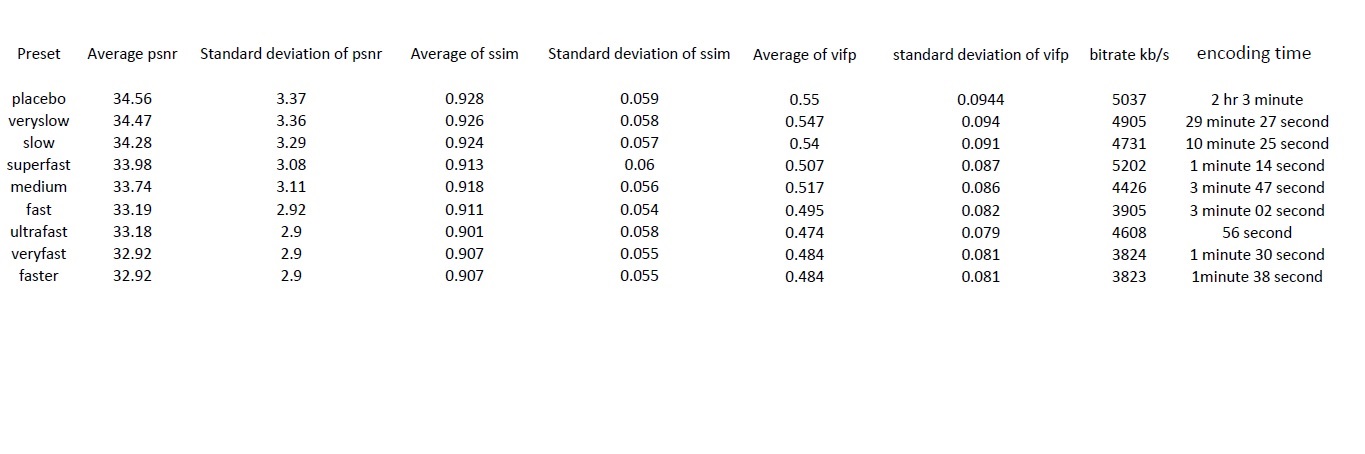 Preset Average psnr Standard deviation of psnr Average of ssim Standard deviation of ssim Average of vifp standard deviation of vifp bitrate kb/s encoding time
placebo 34.56 3.37 0.928 0.059 0.55 0.0944 5037 2 hr 3 minute
veryslow 34.47 3.36 0.926 0.058 0.547 0.094 4905 29 minute 27 second
slow 34.28 3.29 0.924 0.057 0.54 0.091 4731 10 minute 25 second
superfast 33.98 3.08 0.913 0.06 0.507 0.087 5202 1 minute 14 second
medium 33.74 3.11 0.918 0.056 0.517 0.086 4426 3 minute 47 second
fast 33.19 2.92 0.911 0.054 0.495 0.082 3905 3 minute 02 second
ultrafast 33.18 2.9 0.901 0.058 0.474 0.079 4608 56 second
veryfast 32.92 2.9 0.907 0.055 0.484 0.081 3824 1 minute 30 second
faster 32.92 2.9 0.907 0.055 0.484 0.081 3823 1minute 38 second